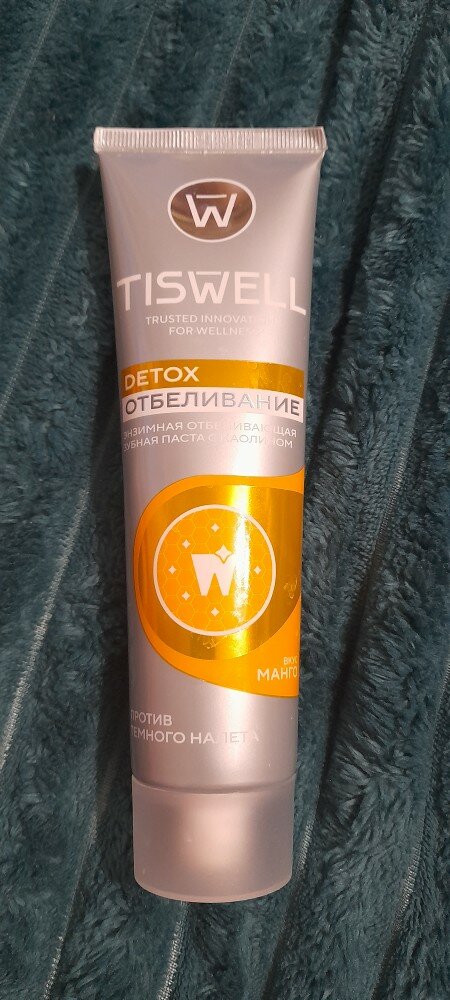 W
TISWELL
TRUSTED INNOVATIONS
FOR WELLNESS
DETOX
ОТБЕЛИВАНИЕ
ЭНЗИМНАЯ ОТБЕЛИВАЮЩАЯ
ЗУБНАЯ ПАСТА С КАОЛИНОМ
W
ВКУС
МАНГО
ПРОТИВ
ТЕМНОГО НАЛЕТА